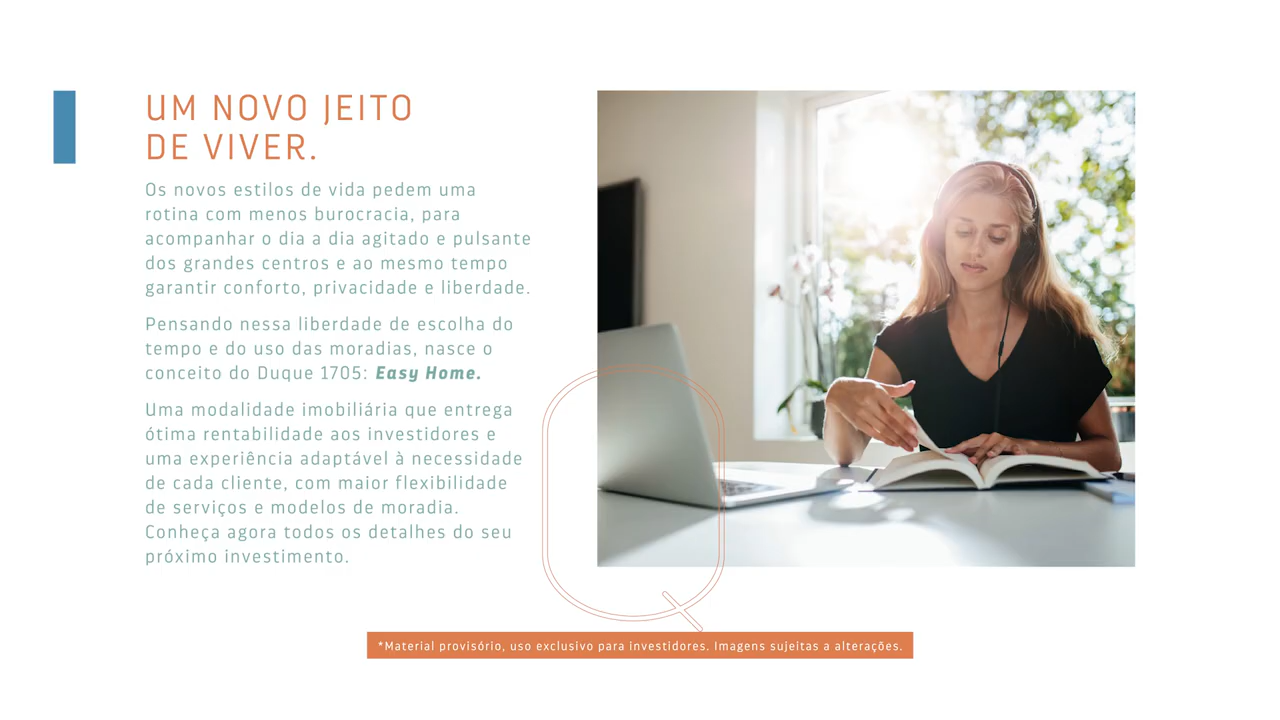 UM NOVO JEITO
DE VIVER.
Os novos estilos de vida pedem uma
rotina com menos burocracia, para
acompanhar o dia a dia agitado e pulsante
dos grandes centros e ao mesmo tempo
garantir conforto, privacidade e liberdade.
Pensando nessa liberdade de escolha do
tempo e do uso das moradias, nasce o
conceito do Duque 1705: Easy Home.
Uma modalidade imobiliária que entrega
ótima rentabilidade aos investidores e
uma experiência adaptável à necessidade
de cada cliente, com maior flexibilidade
de serviços e modelos de moradia.
Conheça agora todos os detalhes do seu
próximo investimento.
Q
*Material provisório, uso exclusivo para investidores. Imagens sujeitas a alterações.